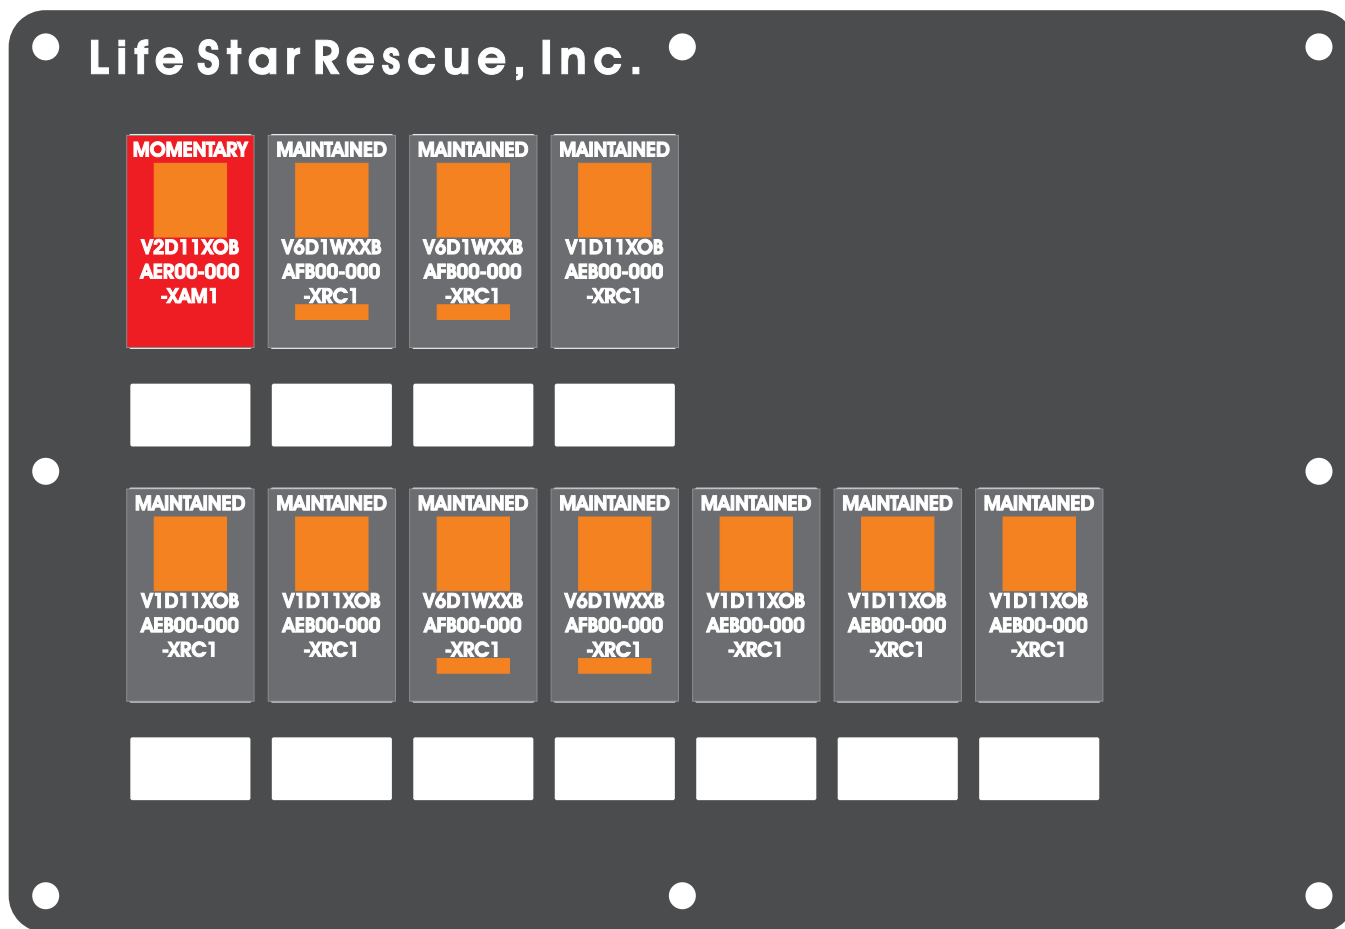 Life Star Rescue, Inc.
MOMENTARY
V2D11XOB
AER00-000
-XAM1
MAINTAINED
V6D1WXXB
AFB00-000
-XRC1
MAINTAINED
V6D1WXXB
AFB00-000
-XRC1
MAINTAINED
V1D11XOB
AEB00-000
-XRC1
MAINTAINED
V1D11XOB
AEB00-000
-XRC1
MAINTAINED
V1D11XOB
AEB00-000
-XRC1
MAINTAINED
V6D1WXXB
AFB00-000
-XRC1
MAINTAINED
V6D1WXXB
AFB00-000
-XRC1
MAINTAINED
V1D11XOB
AEB00-000
-XRC1
MAINTAINED
V1D11XOB
AEB00-000
-XRC1
MAINTAINED
V1D11XOB
AEB00-000
-XRC1